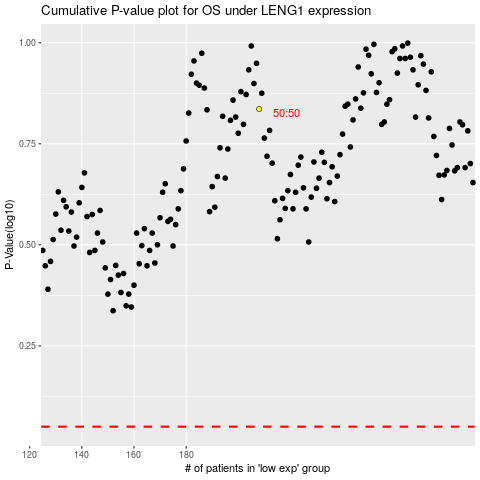 Cumulative P-value plot for OS under LENG1 expression
P-Value(log10)
1.00
0.75
0.50
0.25
50:50
120 140 160 180
# of patients in 'low exp' group